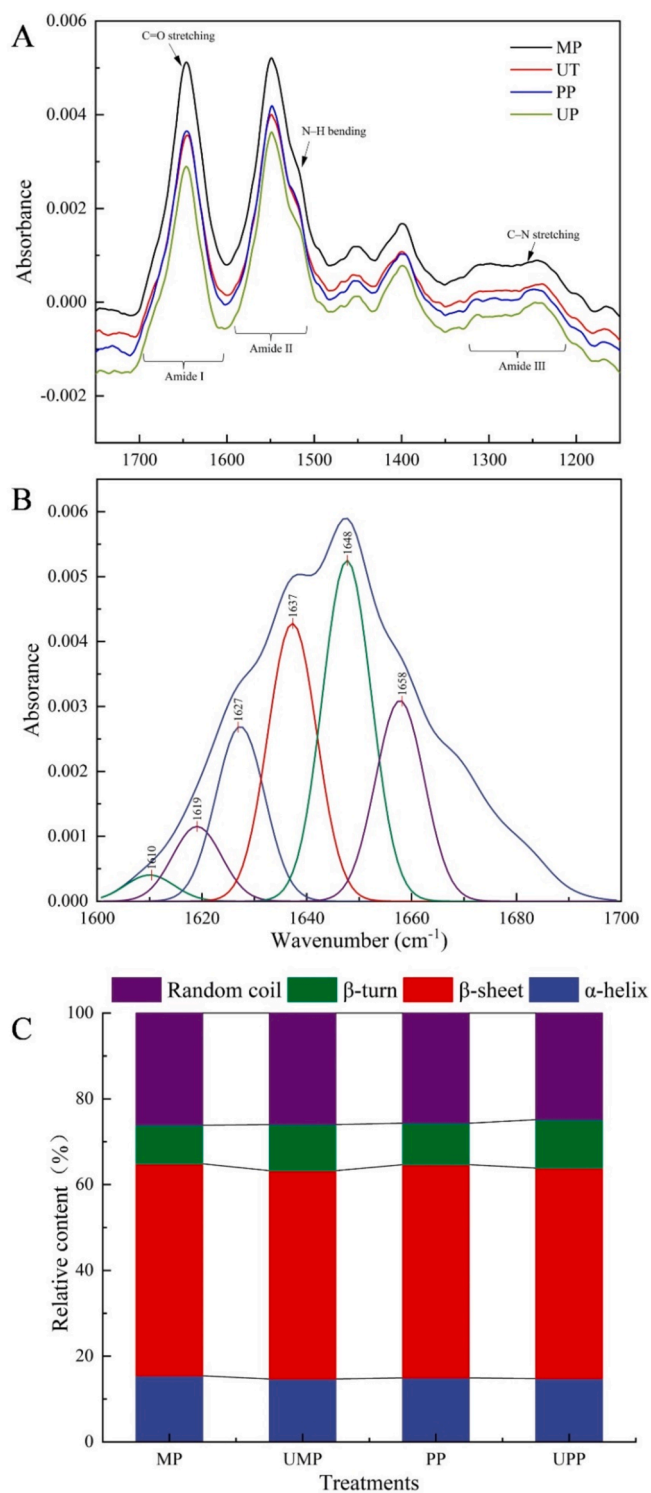 A
0.006
0.004
0.002
0.000
-0.002
Absorbance
C=O stretching
N–H bending
C–N stretching
MP
UT
PP
UP
Amide I
Amide II
Amide III
1700 1600 1500 1400 1300 1200
B
0.006
0.005
0.004
0.003
0.002
0.001
0.000
Absorance
1610
1619
1627
1637
1648
1658
1600 1620 1640 1660 1680 1700
Wavenumber (cm-1)
Random coil β-turn β-sheet α-helix
C
100
80
60
40
20
0
Relative content (%)
MP UMP PP UPP
Treatments